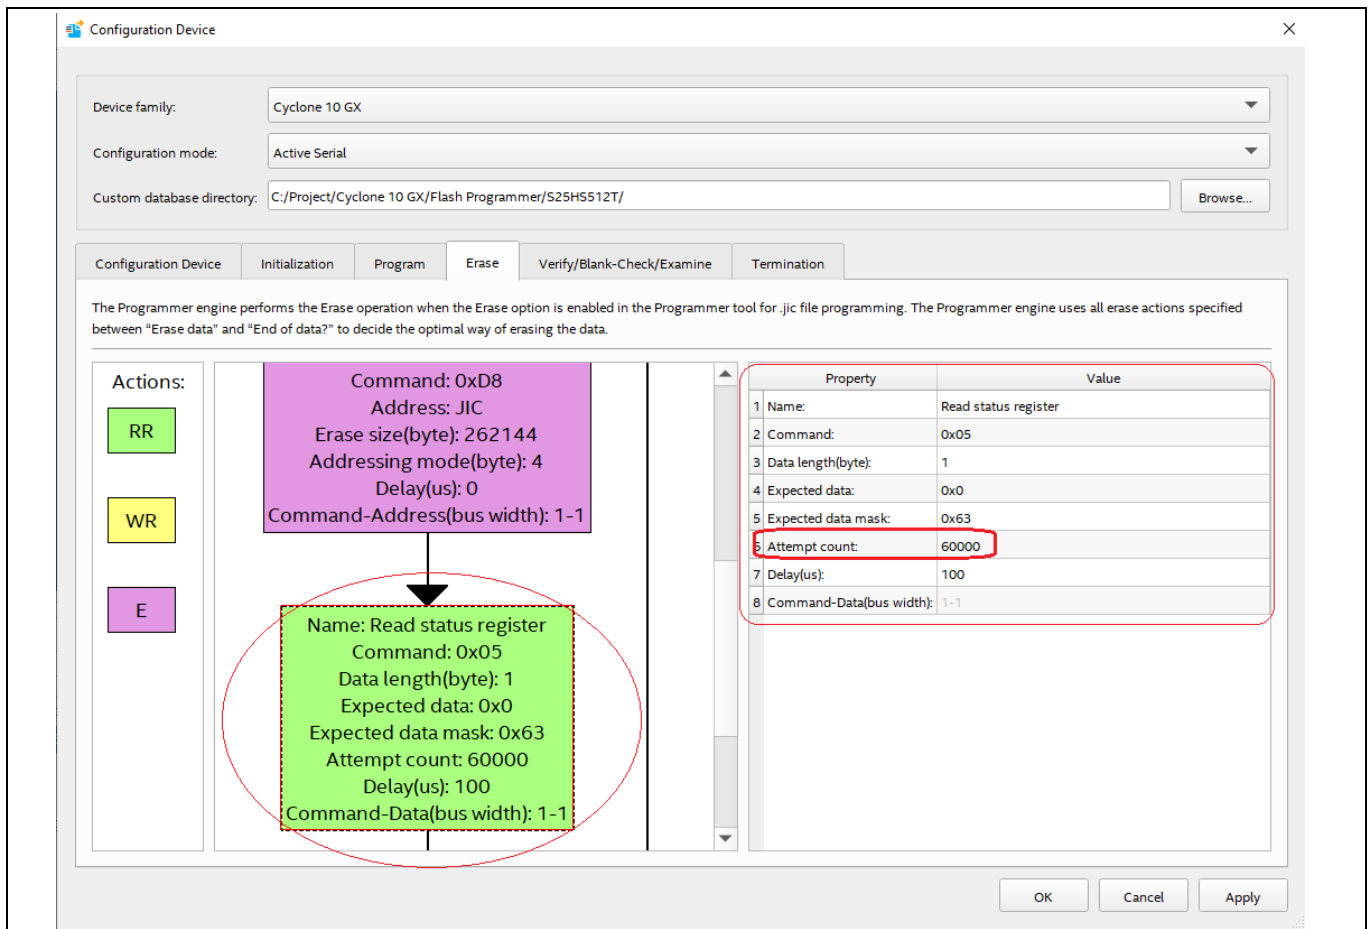 Configuration Device
Device family: Cyclone 10 GX
Configuration mode: Active Serial
Custom database directory: C:/Project/Cyclone 10 GX/Flash Programmer/S25HS512T/ Browse...
Configuration Device Initialization Program Erase Verify/Blank-Check/Examine Termination
The Programmer engine performs the Erase operation when the Erase option is enabled in the Programmer tool for .jic file programming. The Programmer engine uses all erase actions specified
between “Erase data” and “End of data?” to decide the optimal way of erasing the data.
Actions:
RR
WR
E
Command: 0xD8
Address: JIC
Erase size(byte): 262144
Addressing mode(byte): 4
Delay(us): 0
Command-Address(bus width): 1-1
Name: Read status register
Command: 0x05
Data length(byte): 1
Expected data: 0x0
Expected data mask: 0x63
Attempt count: 60000
Delay(us): 100
Command-Data(bus width): 1-1
Property Value
1 Name: Read status register
2 Command: 0x05
3 Data length(byte): 1
4 Expected data: 0x0
5 Expected data mask: 0x63
6 Attempt count: 60000
7 Delay(us): 100
8 Command-Data(bus width): 1-1
OK Cancel Apply